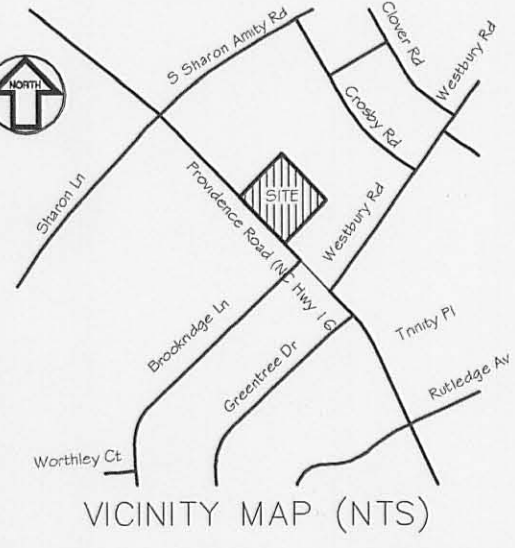 Clover Rd
S Sharon Amity Rd
Westbury Rd
NORTH
Crosby Rd
Sharon Ln
SITE
Providence Road (NC Hwy 16
Westbury Rd
Brookridge Ln
Trinity Pl
Greentree Dr
Rutledge Av
Worthley Ct
VICINITY MAP (NTS)